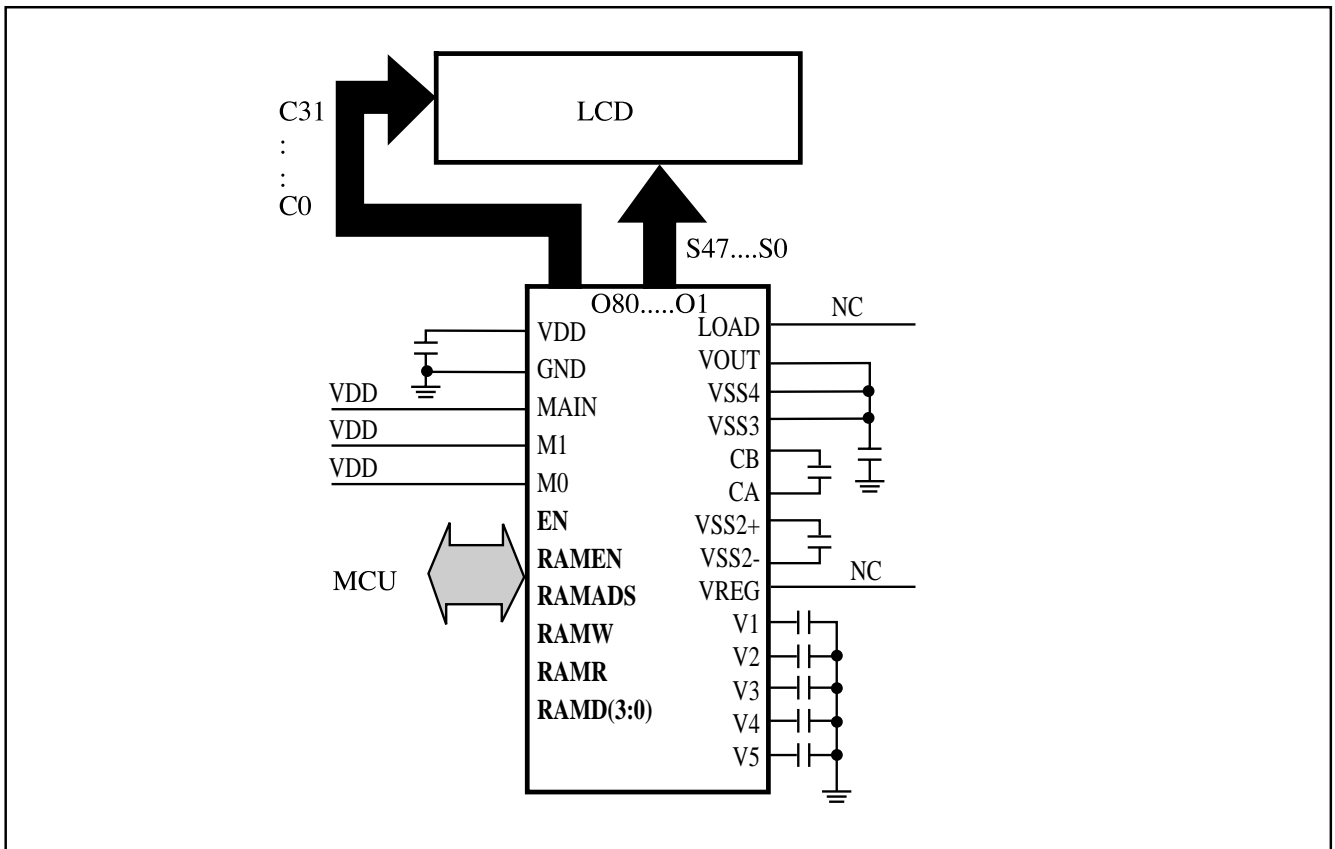 C31
:
:
C0
LCD
S47....S0
O80.....O1
VDD
GND
VDD
MAIN
VDD
M1
VDD
M0
EN
RAMEN
MCU
RAMADS
RAMW
RAMR
RAMD(3:0)
LOAD
NC
VOUT
VSS4
VSS3
CB
CA
VSS2+
VSS2-
VREG
NC
V1
V2
V3
V4
V5